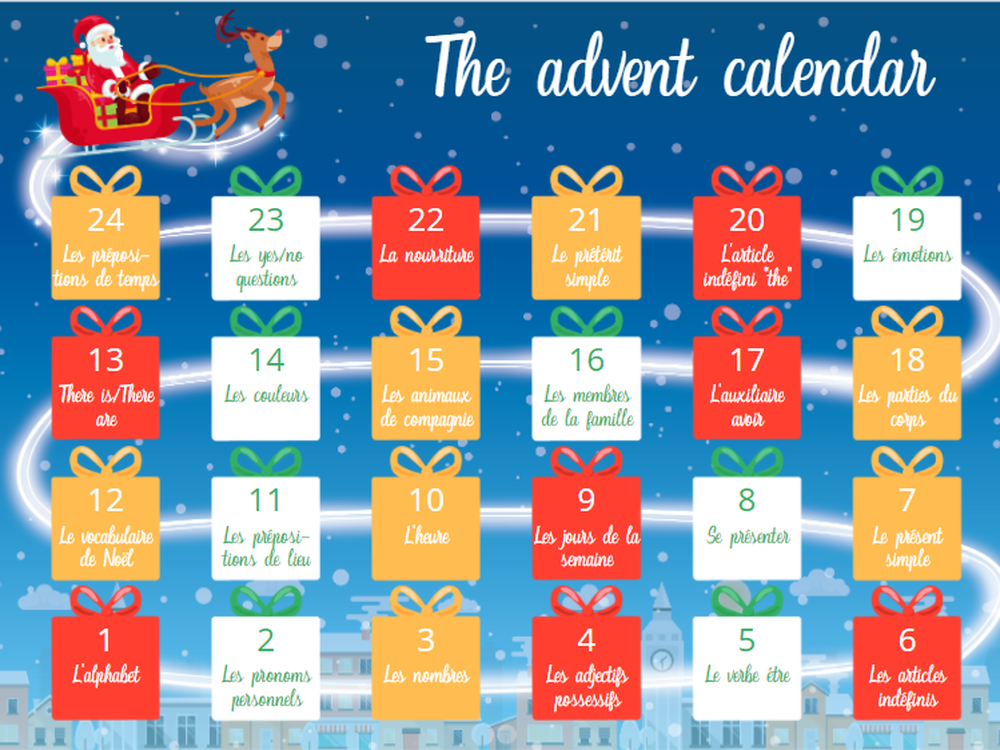 The advent calendar
24
Les préposi-
tions de temps
23
Les yes/no
questions
22
La nourriture
21
Le prétérit
simple
20
L'article
indéfini "the"
19
Les émotions
13
There is/There
are
14
Les couleurs
15
Les animaux
de compagnie
16
Les membres
de la famille
17
L'auxiliaire
avoir
18
Les parties du
corps
12
Le vocabulaire
de Noël
11
Les préposi-
tions de lieu
10
L'heure
9
Les jours de la
semaine
8
Se présenter
7
Le présent
simple
1
L'alphabet
2
Les pronoms
personnels
3
Les nombres
4
Les adjectifs
possessifs
5
Le verbe être
6
Les articles
indéfinis